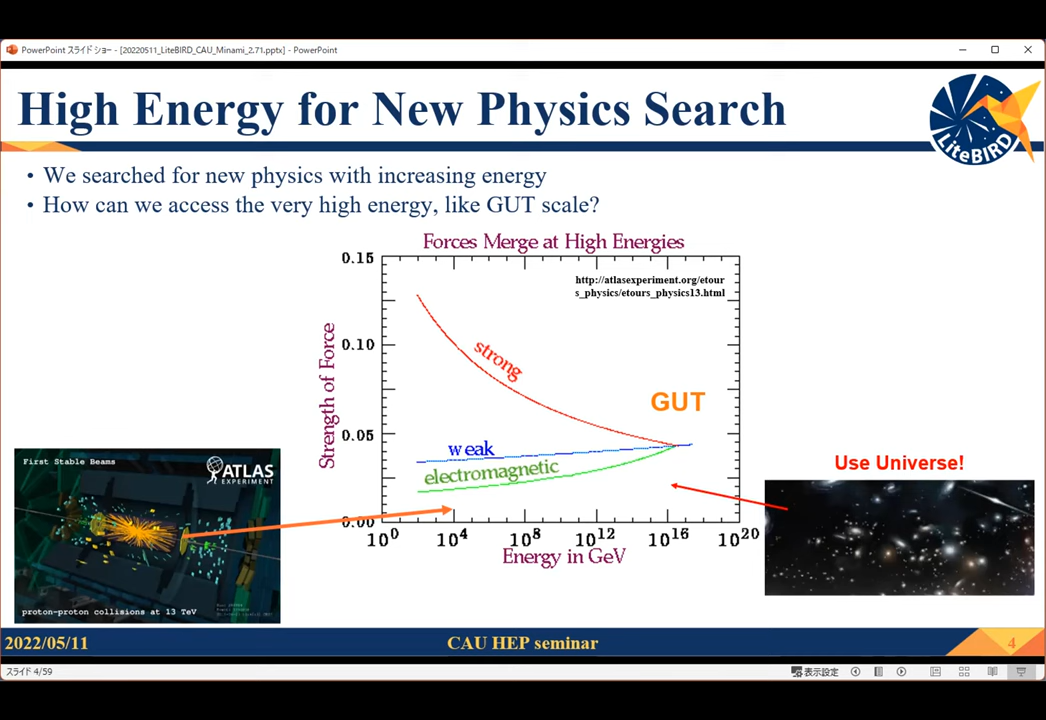 PowerPoint スライド ショー - [20220511_LiteBIRD_CAU_Minami_2.71.pptx] - PowerPoint
High Energy for New Physics Search
LiteBIRD
• We searched for new physics with increasing energy
• How can we access the very high energy, like GUT scale?
Forces Merge at High Energies
http://atlasexperiment.org/etour
s_physics/etours_physics13.html
Strength of Force
0.15
0.10
0.05
0.00
strong
GUT
weak
electromagnetic
10^0 10^4 10^8 10^12 10^16 10^20
Energy in GeV
First Stable Beams
ATLAS
EXPERIMENT
proton-proton collisions at 13 TeV
Use Universe!
2022/05/11
CAU HEP seminar
4
スライド 4/59
表示設定